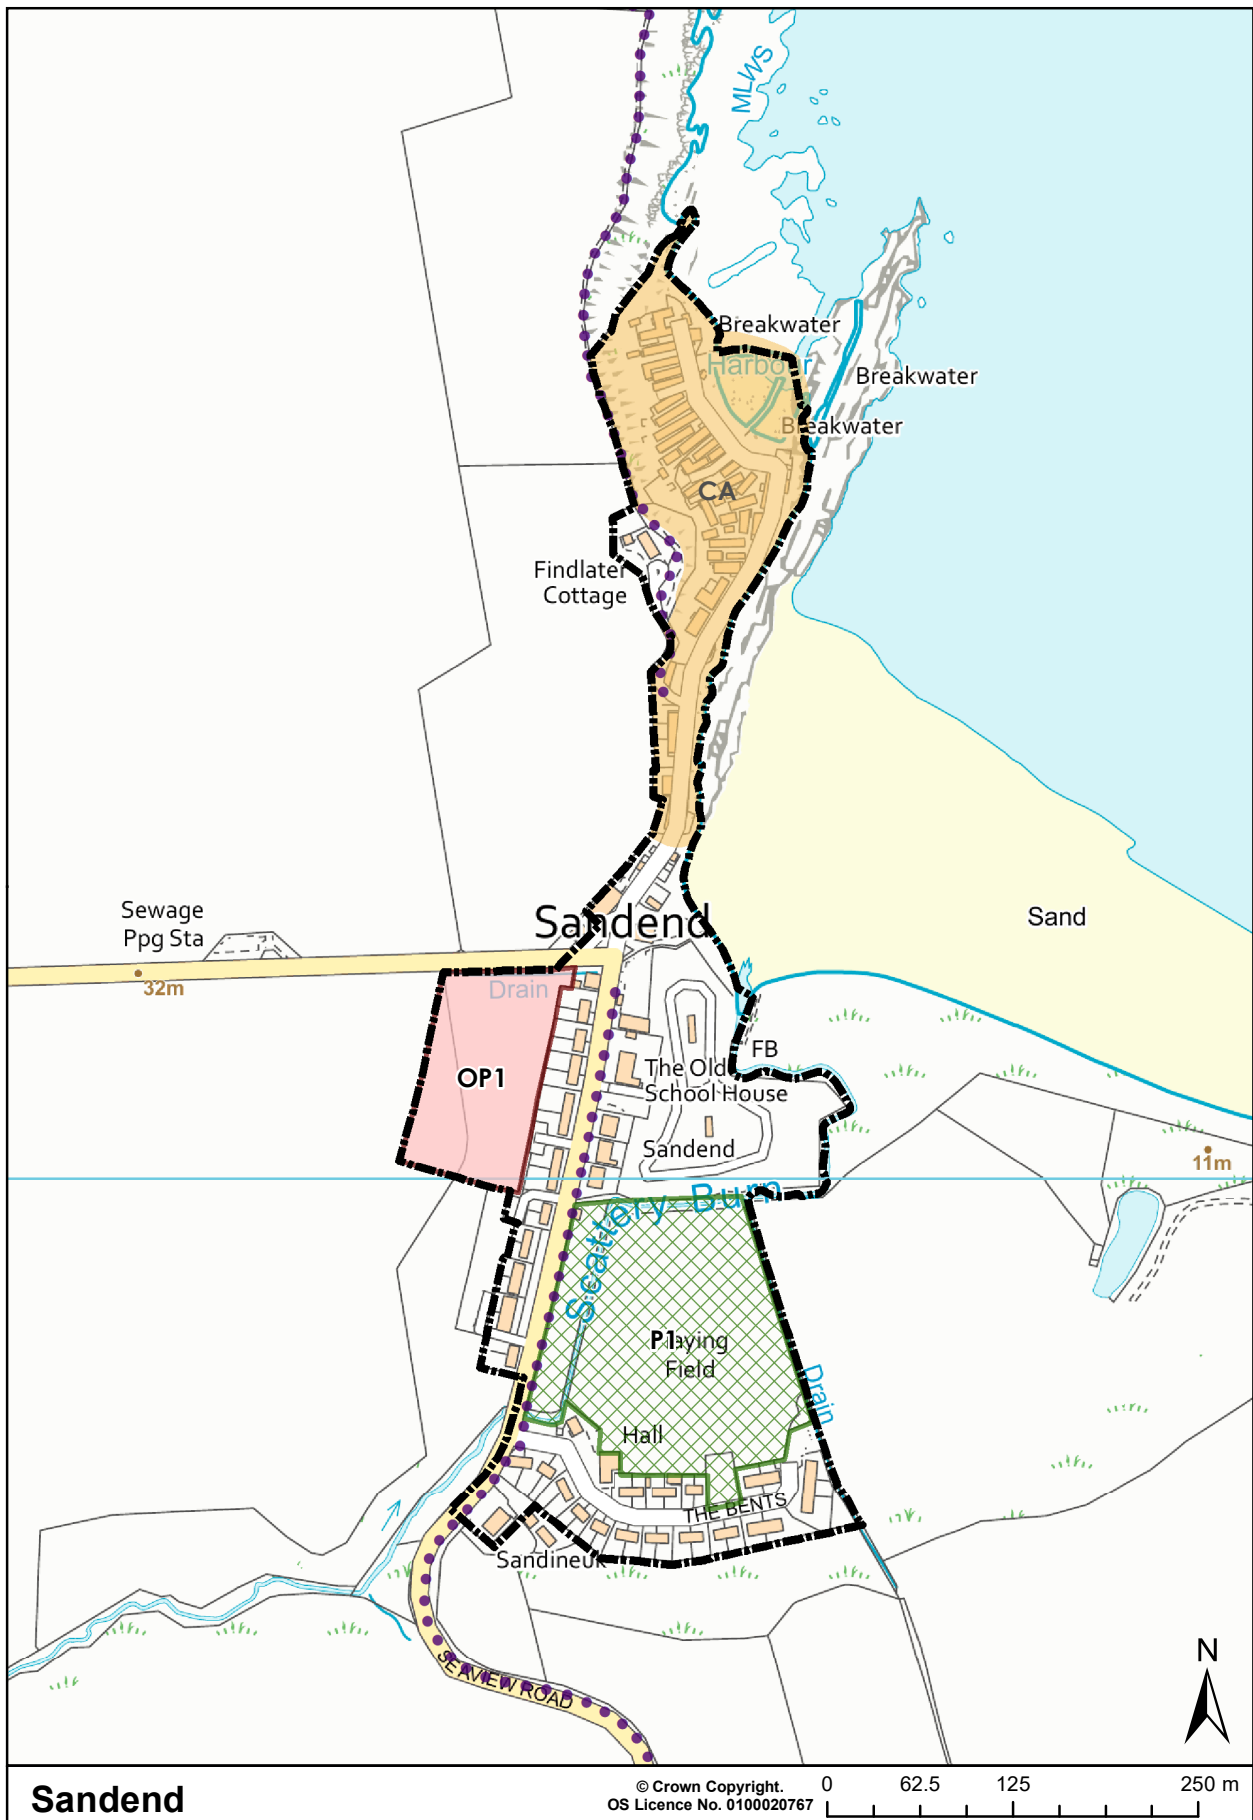 MLWS
Breakwater
Harbour
Breakwater
Breakwater
CA
Findlater
Cottage
Sewage
Ppg Sta
Sandend
Sand
32m
Drain
OP1
FB
The Old
School House
Sandend
11m
Scattery Burn
P1
Playing
Field
Drain
Hall
THE BENTS
Sandineuk
SEAVIEW ROAD
N
Sandend
© Crown Copyright.
OS Licence No. 0100020767
0 62.5 125 250 m